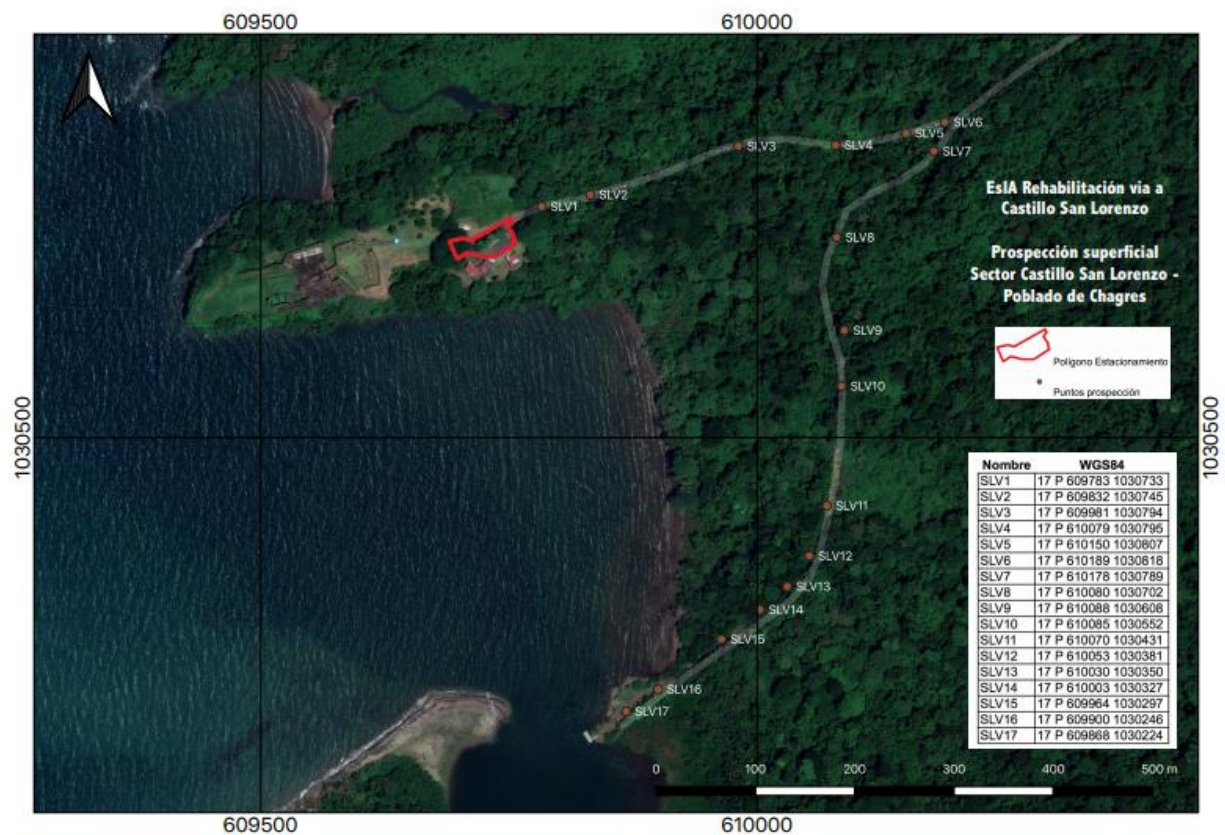 609500 610000
SLV1
SLV2
SLV3
SLV4
SLV5
SLV6
SLV7
SLV8
SLV9
SLV10
SLV11
SLV12
SLV13
SLV14
SLV15
SLV16
SLV17
EsIA Rehabilitación via a
Castillo San Lorenzo
Prospección superficial
Sector Castillo San Lorenzo -
Poblado de Chagres
Polígono Estacionamiento
Puntos prospección
1030500 1030500
Nombre WGS84
SLV1 17 P 609783 1030733
SLV2 17 P 609832 1030745
SLV3 17 P 609981 1030794
SLV4 17 P 610079 1030795
SLV5 17 P 610150 1030807
SLV6 17 P 610189 1030818
SLV7 17 P 610178 1030789
SLV8 17 P 610080 1030702
SLV9 17 P 610088 1030608
SLV10 17 P 610085 1030552
SLV11 17 P 610070 1030431
SLV12 17 P 610053 1030381
SLV13 17 P 610030 1030350
SLV14 17 P 610003 1030327
SLV15 17 P 609964 1030297
SLV16 17 P 609900 1030246
SLV17 17 P 609868 1030224
0 100 200 300 400 500 m
609500 610000